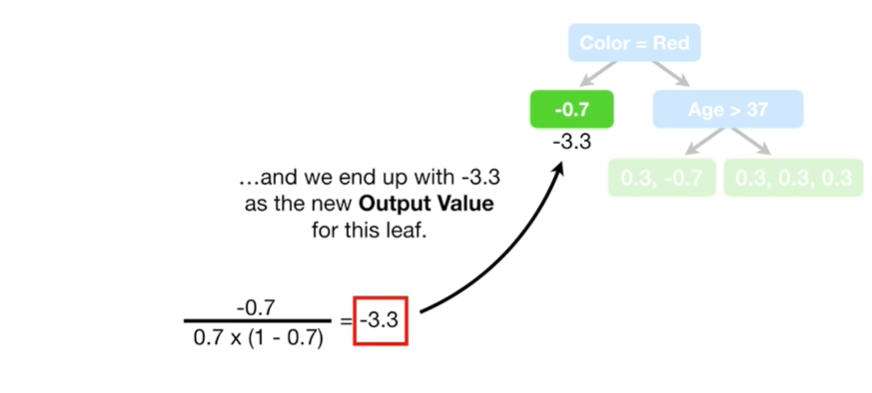 Color = Red
-0.7
Age > 37
-3.3
0.3, -0.7
0.3, 0.3, 0.3
…and we end up with -3.3
as the new Output Value
for this leaf.
-0.7
0.7 x (1 - 0.7)
= -3.3